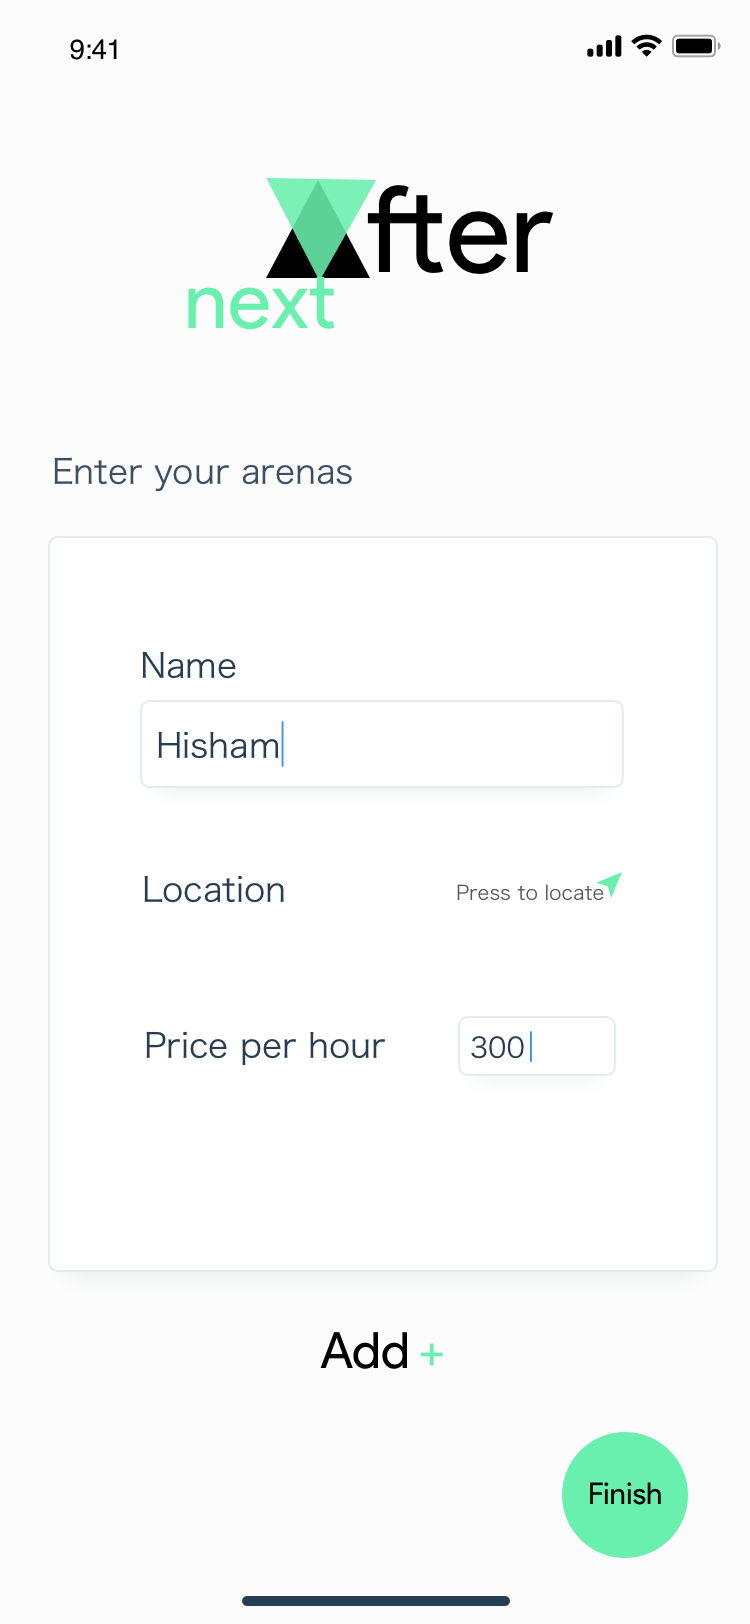 9:41
After
next
Enter your arenas
Name
Hisham
Location
Press to locate
Price per hour
300
Add +
Finish